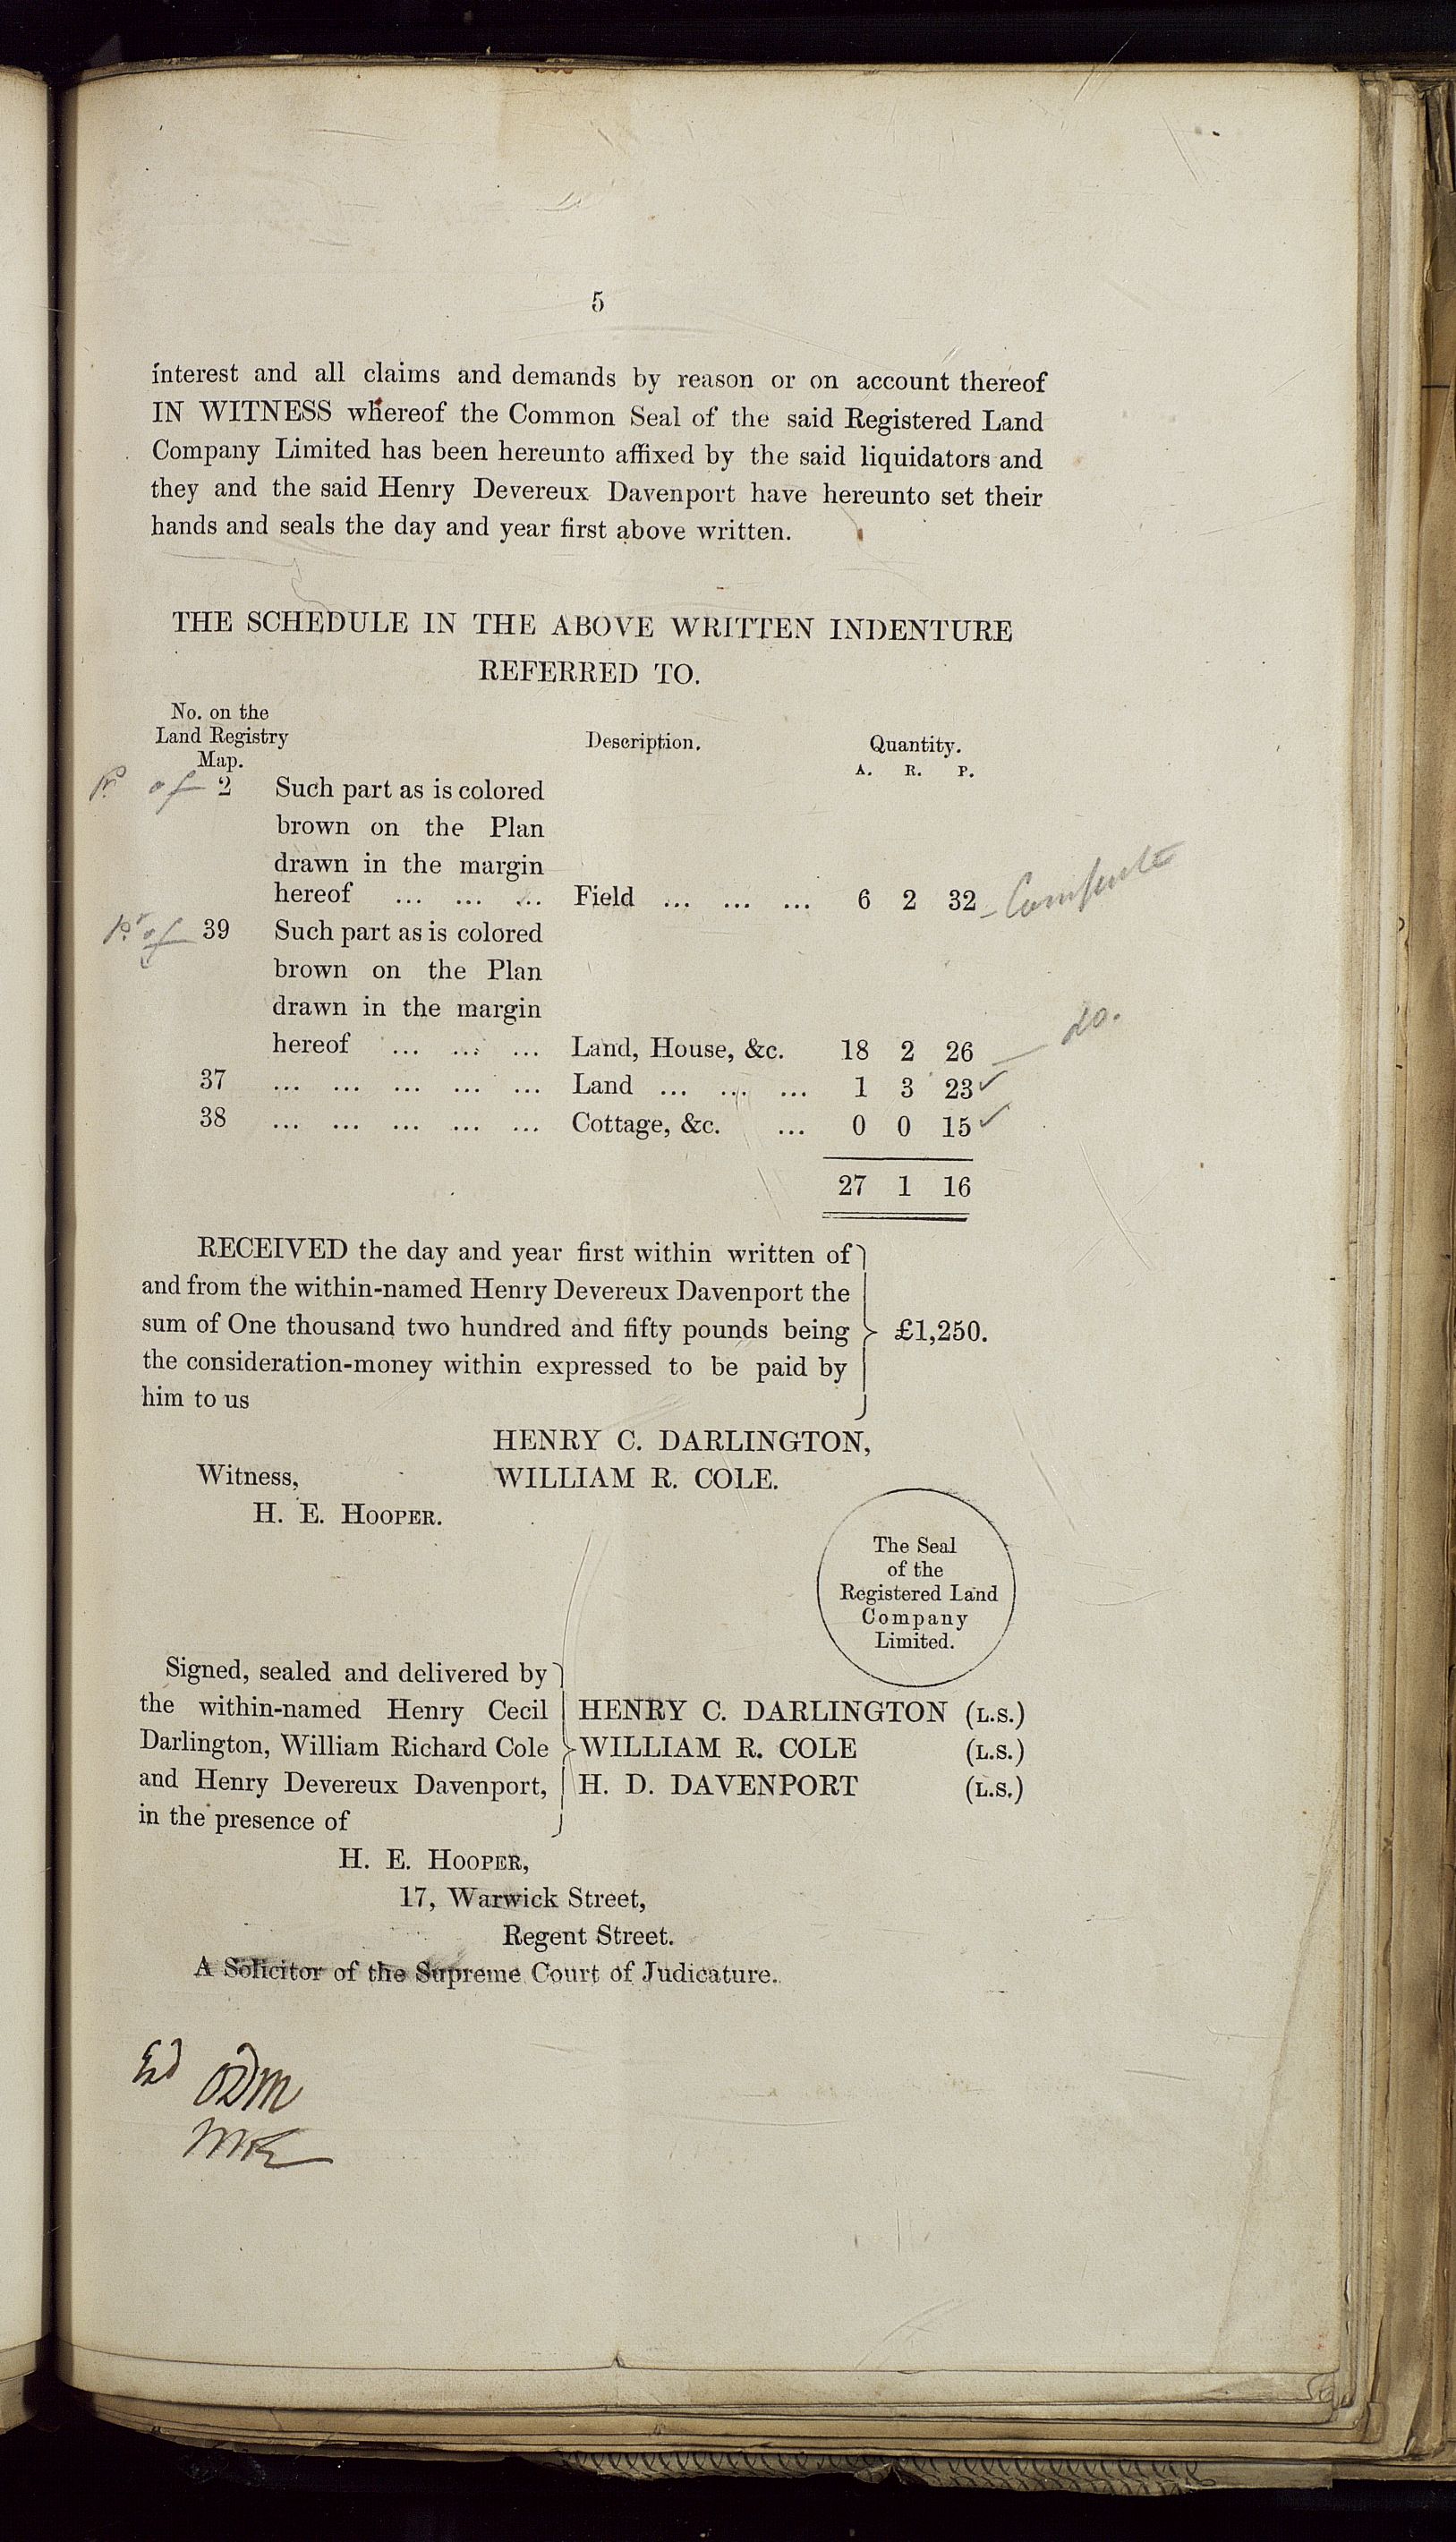 5
interest and all claims and demands by reason or on account thereof
IN WITNESS whereof the Common Seal of the said Registered Land
Company Limited has been hereunto affixed by the said liquidators and
they and the said Henry Devereux Davenport have hereunto set their
hands and seals the day and year first above written.
THE SCHEDULE IN THE ABOVE WRITTEN INDENTURE
REFERRED TO.
No. on the
Land Registry
Map.
Description.
Quantity.
A. R. P.
Pt of 2 Such part as is colored
brown on the Plan
drawn in the margin
hereof ... ... ... Field ... ... ... 6 2 32 - Compute
Pt of 39 Such part as is colored
brown on the Plan
drawn in the margin
hereof ... ... ... Land, House, &c. 18 2 26 — do.
37 ... ... ... ... ... Land ... ... ... 1 3 23 ✓
38 ... ... ... ... ... Cottage, &c. ... 0 0 15 ✓
27 1 16
RECEIVED the day and year first within written of
and from the within-named Henry Devereux Davenport the
sum of One thousand two hundred and fifty pounds being £1,250.
the consideration-money within expressed to be paid by
him to us
HENRY C. DARLINGTON,
Witness, WILLIAM R. COLE.
H. E. HOOPER.
The Seal
of the
Registered Land
Company
Limited.
Signed, sealed and delivered by
the within-named Henry Cecil HENRY C. DARLINGTON (L.S.)
Darlington, William Richard Cole WILLIAM R. COLE (L.S.)
and Henry Devereux Davenport, H. D. DAVENPORT (L.S.)
in the presence of
H. E. HOOPER,
17, Warwick Street,
Regent Street.
A Solicitor of the Supreme Court of Judicature.